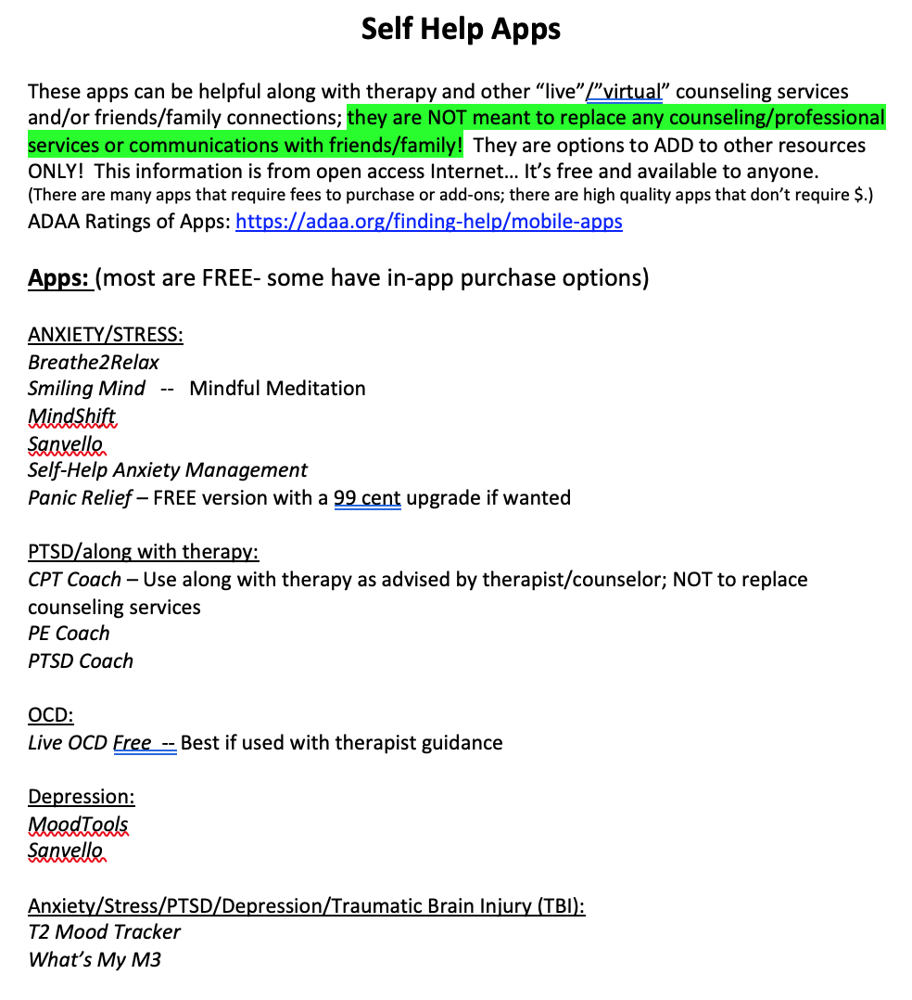 Self Help Apps
These apps can be helpful along with therapy and other “live”/”virtual” counseling services
and/or friends/family connections; they are NOT meant to replace any counseling/professional
services or communications with friends/family!  They are options to ADD to other resources
ONLY!  This information is from open access Internet… It’s free and available to anyone.
(There are many apps that require fees to purchase or add-ons; there are high quality apps that don’t require $.)
ADAA Ratings of Apps: https://adaa.org/finding-help/mobile-apps
Apps: (most are FREE- some have in-app purchase options)
ANXIETY/STRESS:
Breathe2Relax
Smiling Mind  --  Mindful Meditation
MindShift
Sanvello
Self-Help Anxiety Management
Panic Relief – FREE version with a 99 cent upgrade if wanted
PTSD/along with therapy:
CPT Coach – Use along with therapy as advised by therapist/counselor; NOT to replace
counseling services
PE Coach
PTSD Coach
OCD:
Live OCD Free  -- Best if used with therapist guidance
Depression:
MoodTools
Sanvello
Anxiety/Stress/PTSD/Depression/Traumatic Brain Injury (TBI):
T2 Mood Tracker
What’s My M3